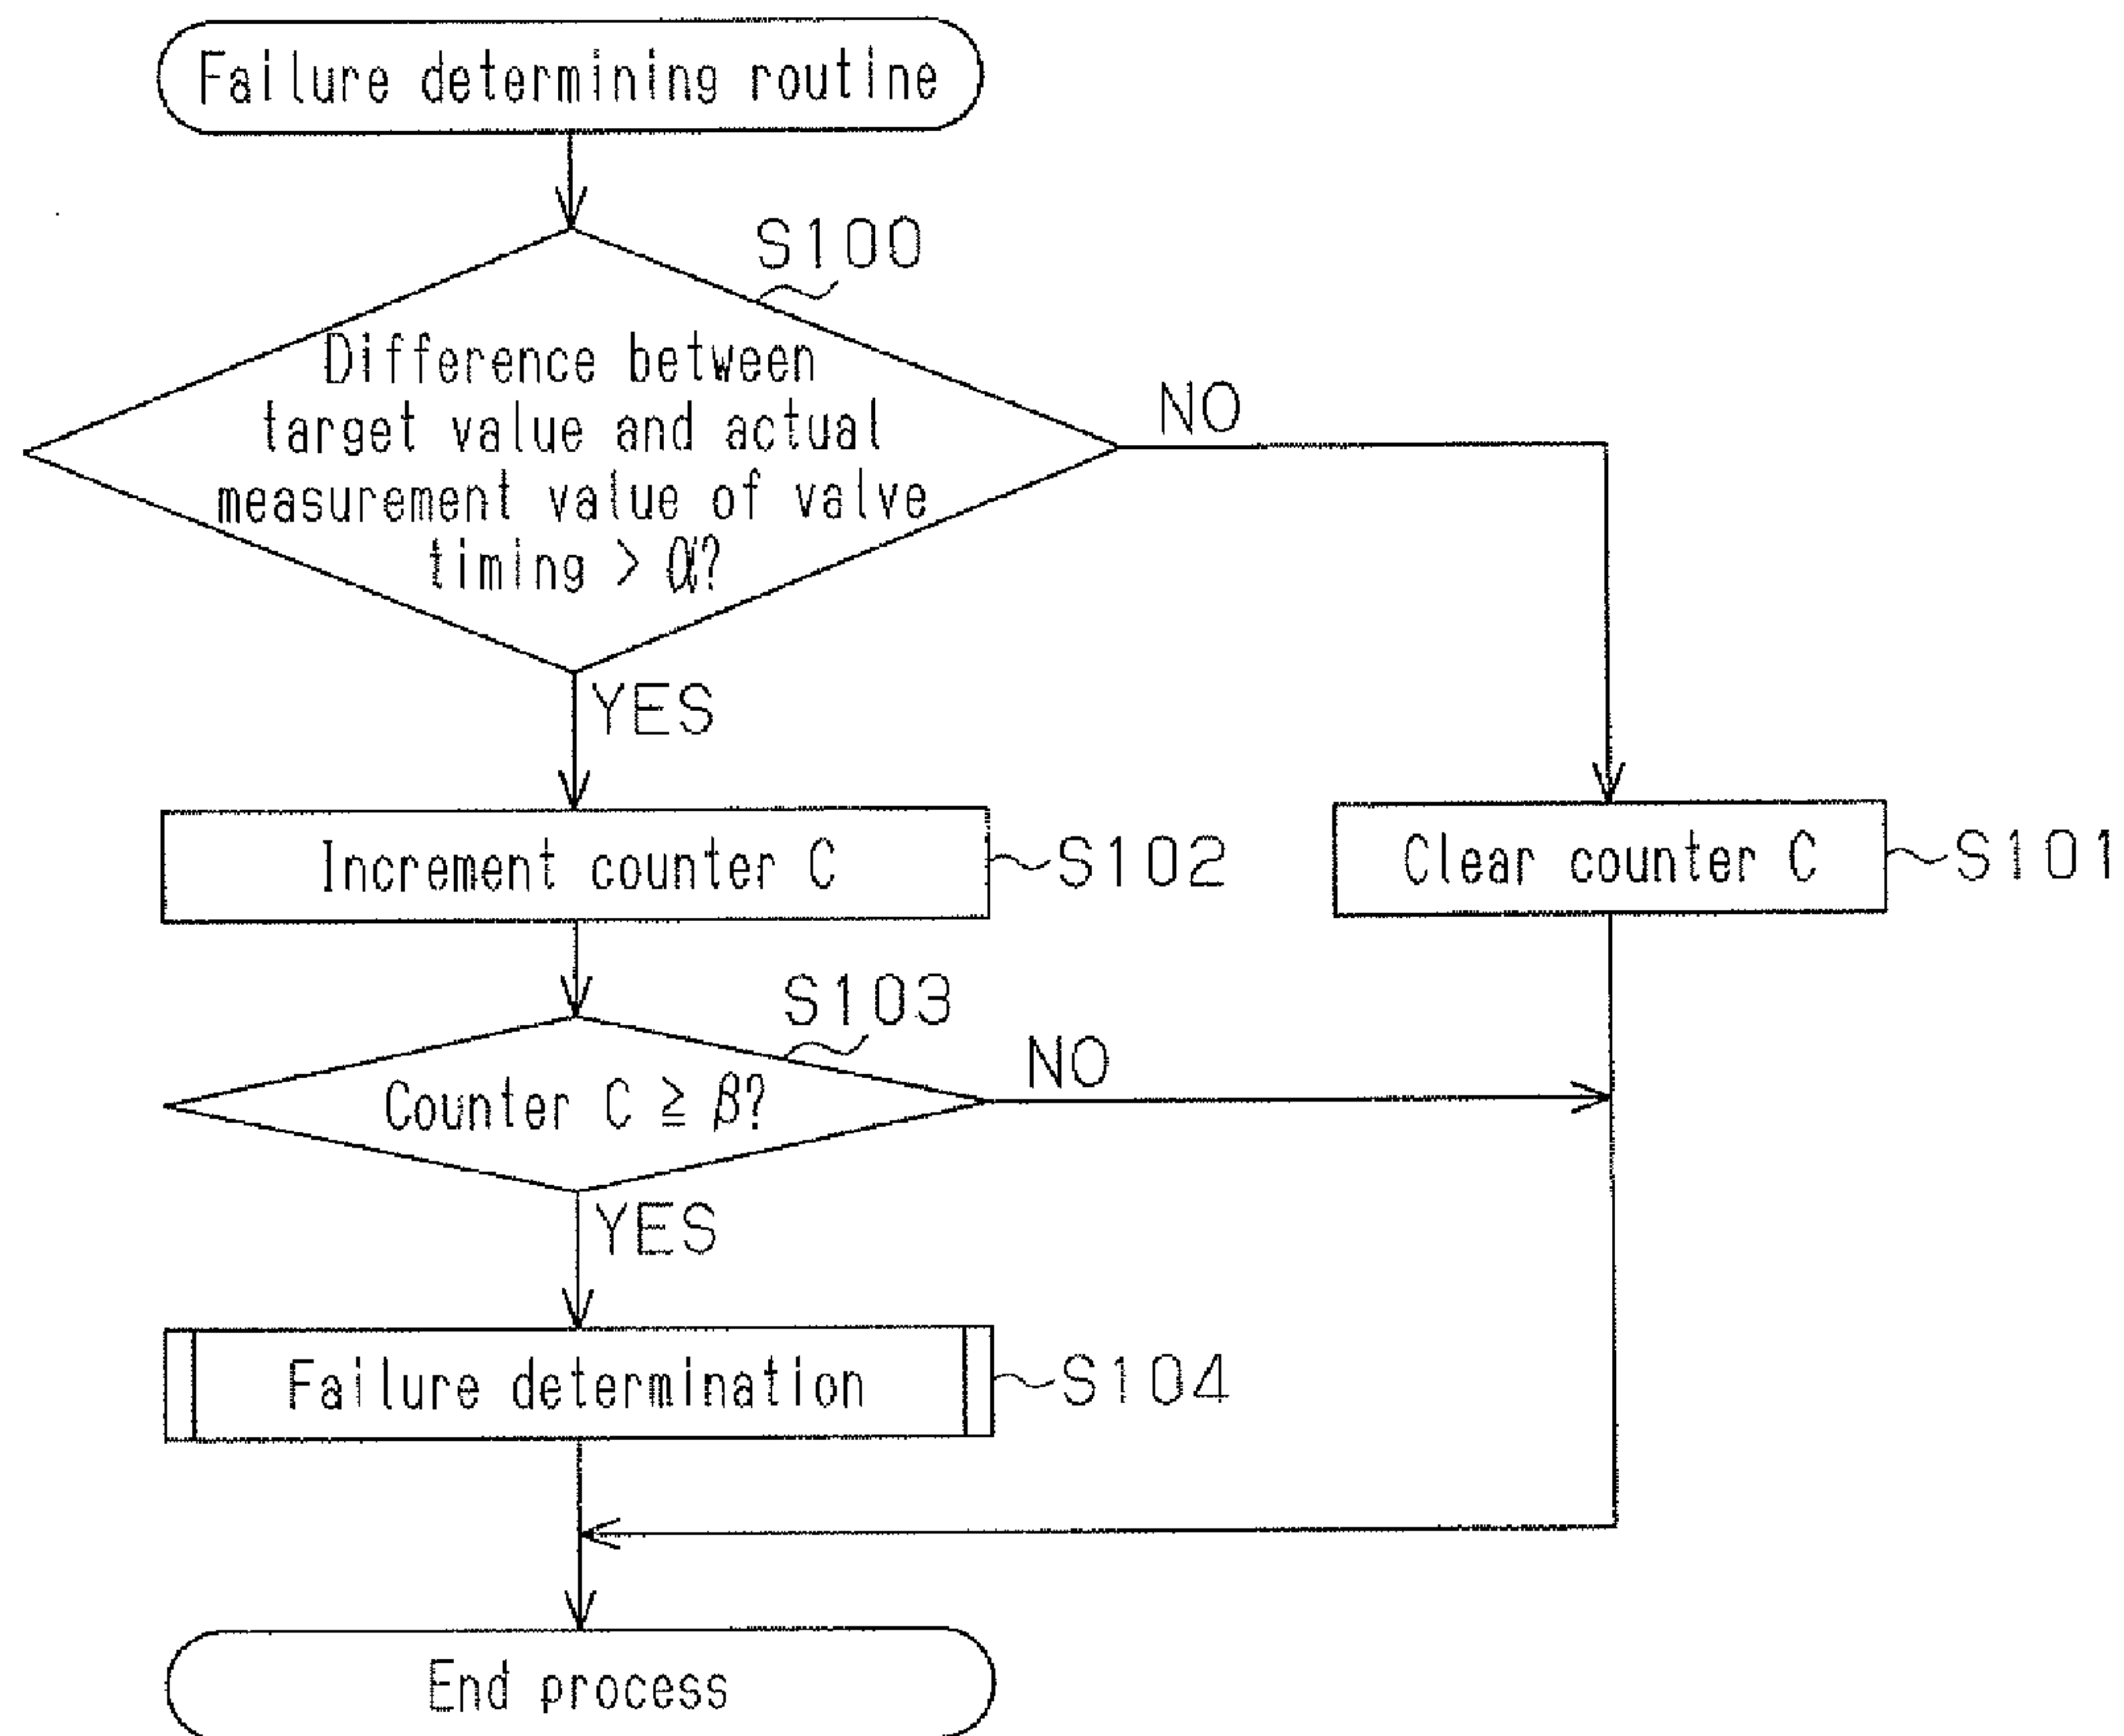 Failure determining routine
S100
Difference between
target value and actual
measurement value of valve
timing > α?
NO
YES
Increment counter C
S102
Clear counter C
S101
S103
Counter C ≧ β?
NO
YES
Failure determination
S104
End process